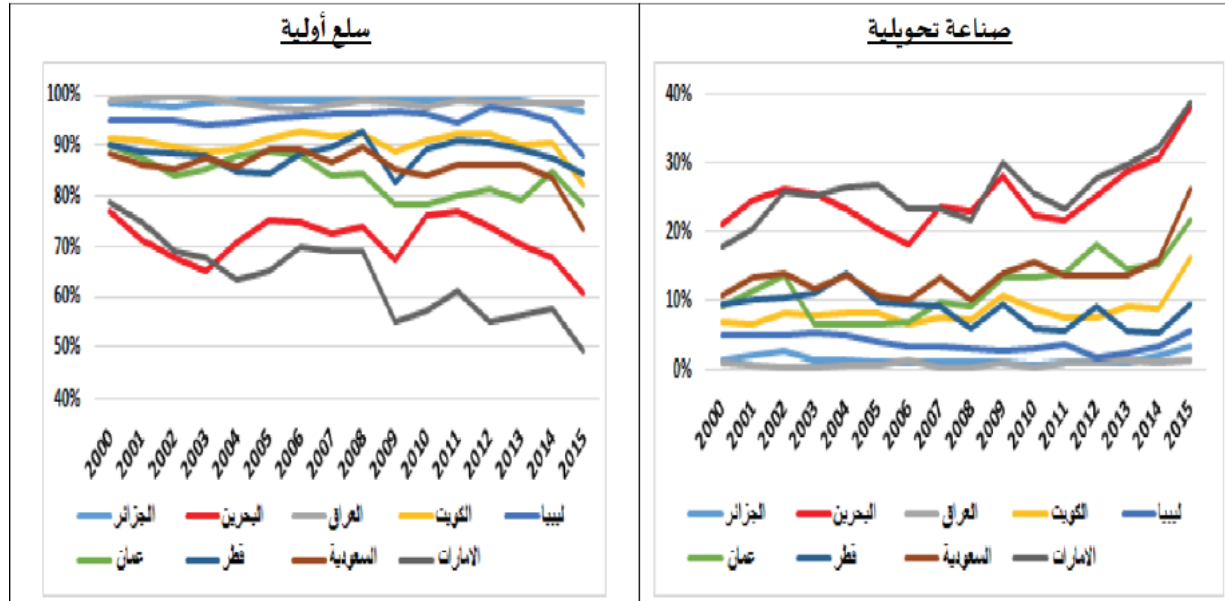 سلع أولية
100%
90%
80%
70%
60%
50%
40%
2000 2001 2002 2003 2004 2005 2006 2007 2008 2009 2010 2011 2012 2013 2014 2015
الجزائر البحرين العراق الكويت ليبيا
عمان قطر السعودية الامارات
صناعة تحويلية
40%
30%
20%
10%
0%
2000 2001 2002 2003 2004 2005 2006 2007 2008 2009 2010 2011 2012 2013 2014 2015
الجزائر البحرين العراق الكويت ليبيا
عمان قطر السعودية الامارات